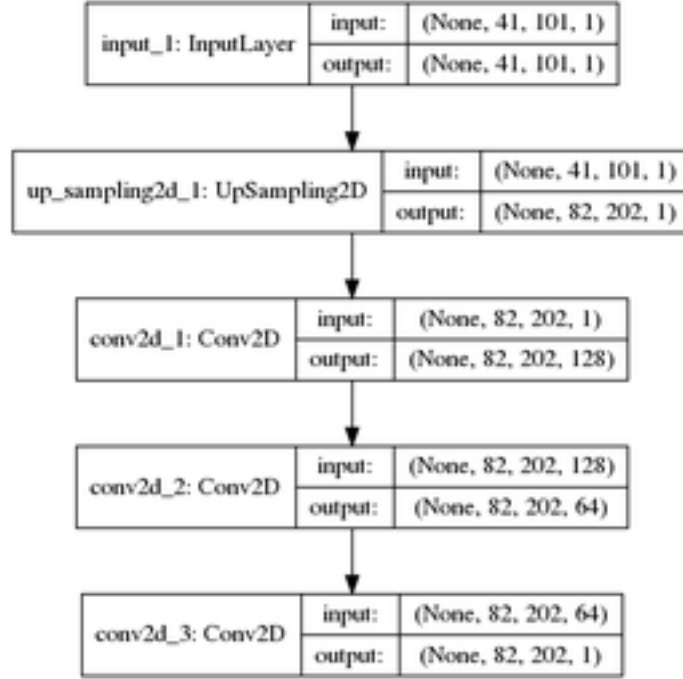 input_1: InputLayer
input: (None, 41, 101, 1)
output: (None, 41, 101, 1)
up_sampling2d_1: UpSampling2D
input: (None, 41, 101, 1)
output: (None, 82, 202, 1)
conv2d_1: Conv2D
input: (None, 82, 202, 1)
output: (None, 82, 202, 128)
conv2d_2: Conv2D
input: (None, 82, 202, 128)
output: (None, 82, 202, 64)
conv2d_3: Conv2D
input: (None, 82, 202, 64)
output: (None, 82, 202, 1)